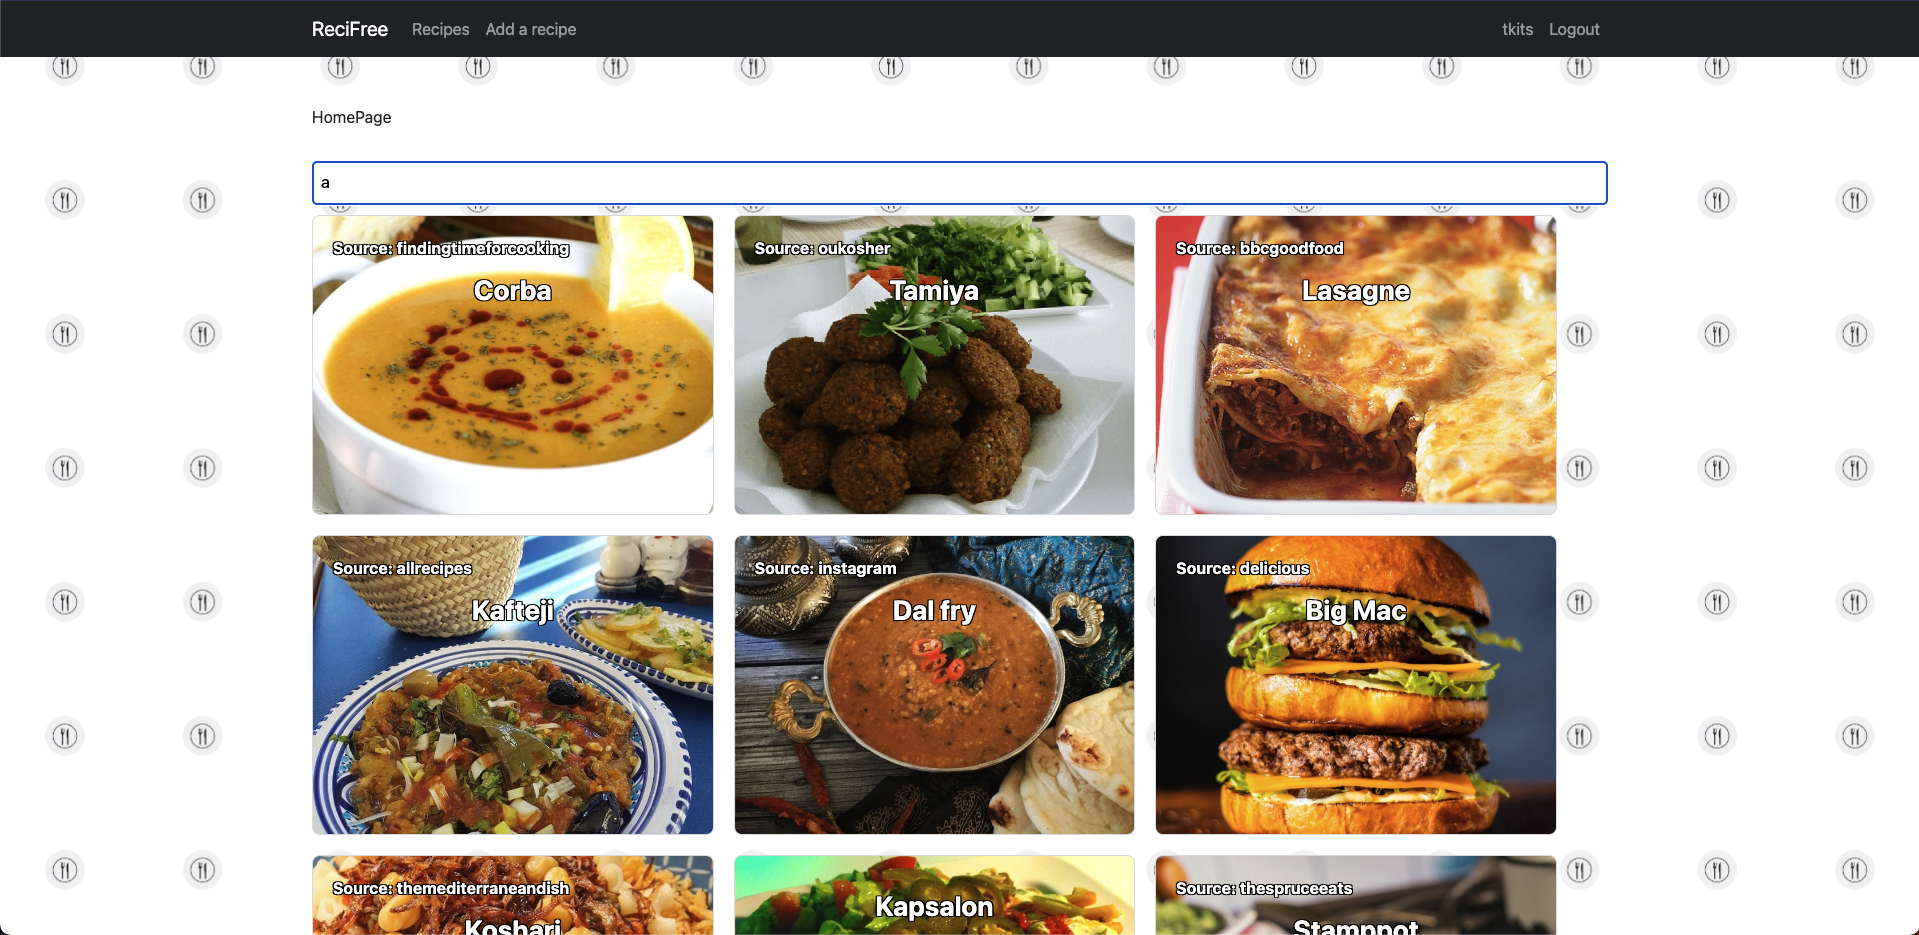 ReciFree Recipes Add a recipe tkits Logout
HomePage
a
Source: findingtimeforcooking
Corba
Source: oukosher
Tamiya
Source: bbcgoodfood
Lasagne
Source: allrecipes
Kafteji
Source: instagram
Dal fry
Source: delicious
Big Mac
Source: themediterraneandish
Koshari
Kapsalon
Source: thespruceeats
Stamppot